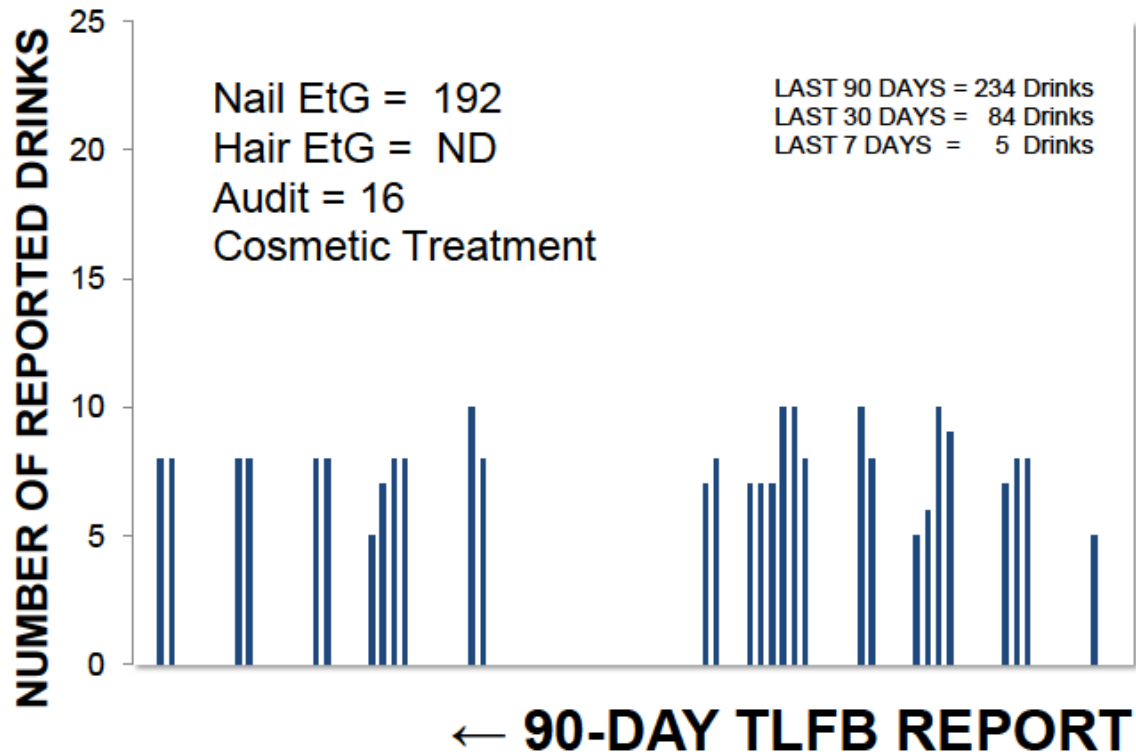 NUMBER OF REPORTED DRINKS
25
20
15
10
5
0
Nail EtG = 192
Hair EtG = ND
Audit = 16
Cosmetic Treatment
LAST 90 DAYS = 234 Drinks
LAST 30 DAYS = 84 Drinks
LAST 7 DAYS = 5 Drinks
← 90-DAY TLFB REPORT